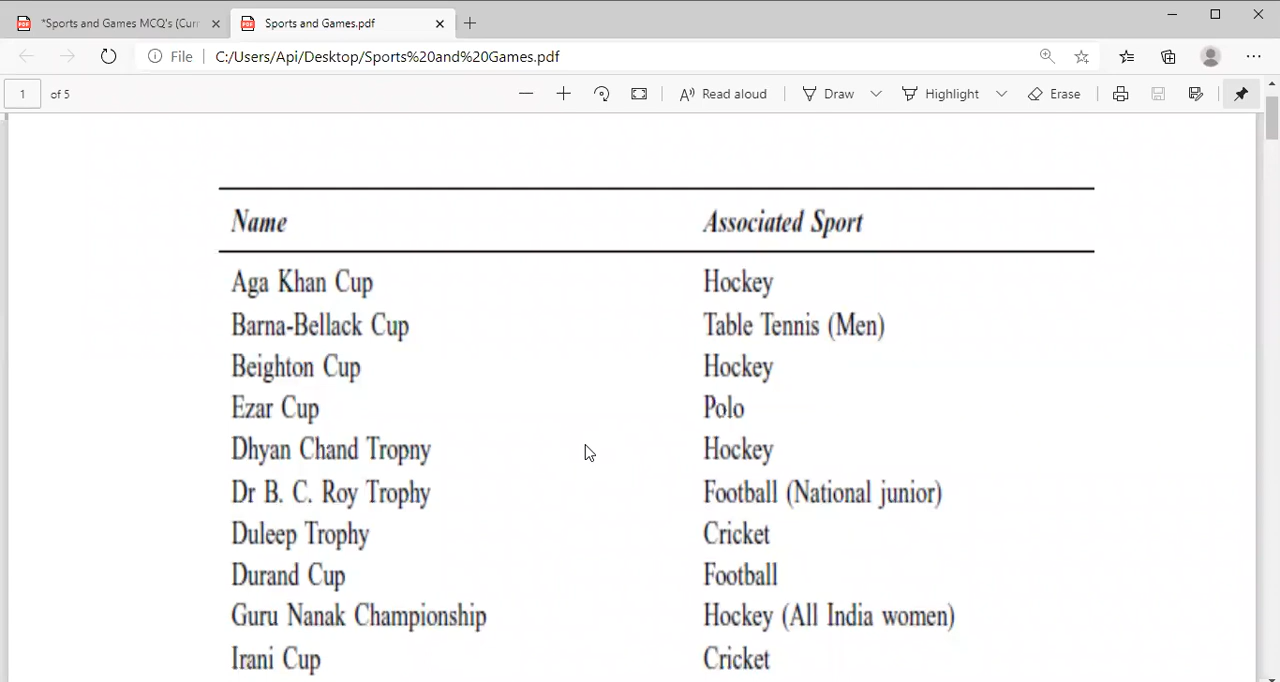 *Sports and Games MCQ's (Curr
Sports and Games.pdf
File
C:/Users/Api/Desktop/Sports%20and%20Games.pdf
1 of 5
Read aloud
Draw
Highlight
Erase
Name Associated Sport
Aga Khan Cup Hockey
Barna-Bellack Cup Table Tennis (Men)
Beighton Cup Hockey
Ezar Cup Polo
Dhyan Chand Tropny Hockey
Dr B. C. Roy Trophy Football (National junior)
Duleep Trophy Cricket
Durand Cup Football
Guru Nanak Championship Hockey (All India women)
Irani Cup Cricket